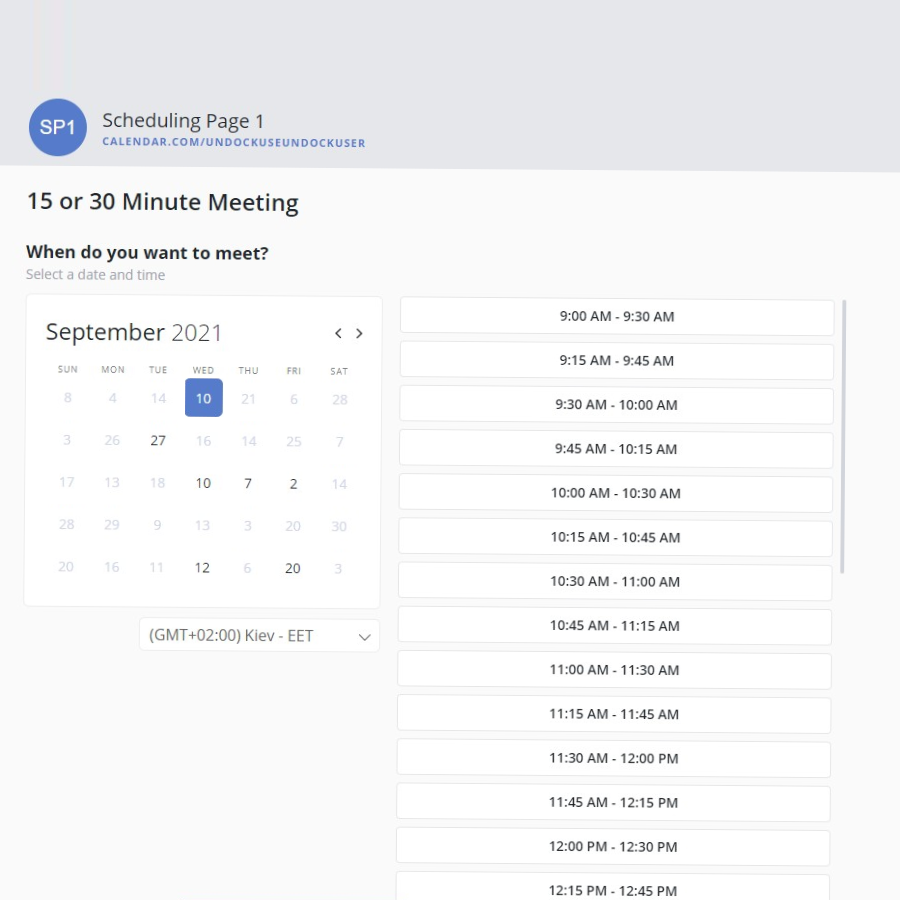 SP1
Scheduling Page 1
CALENDAR.COM/UNDOCKUSEUNDOCKUSER
15 or 30 Minute Meeting
When do you want to meet?
Select a date and time
September 2021
SUN MON TUE WED THU FRI SAT
8 4 14 10 21 6 28
3 26 27 16 14 25 7
17 13 18 10 7 2 14
28 29 9 13 3 20 30
20 16 11 12 6 20 3
(GMT+02:00) Kiev - EET
9:00 AM - 9:30 AM
9:15 AM - 9:45 AM
9:30 AM - 10:00 AM
9:45 AM - 10:15 AM
10:00 AM - 10:30 AM
10:15 AM - 10:45 AM
10:30 AM - 11:00 AM
10:45 AM - 11:15 AM
11:00 AM - 11:30 AM
11:15 AM - 11:45 AM
11:30 AM - 12:00 PM
11:45 AM - 12:15 PM
12:00 PM - 12:30 PM
12:15 PM - 12:45 PM